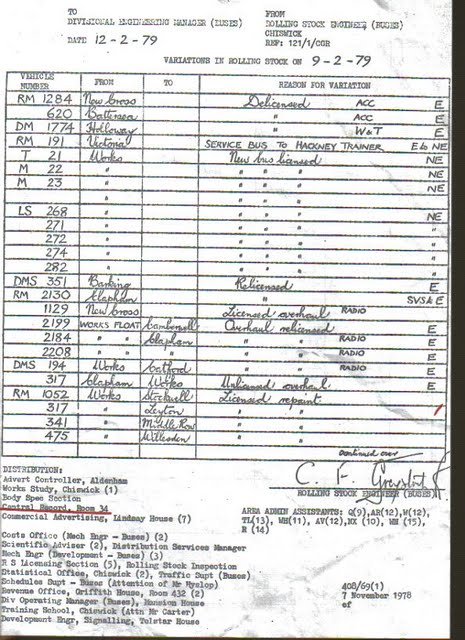 TO
DIVISIONAL ENGINEERING MANAGER (BUSES)
FROM
ROLLING STOCK ENGINEER (BUSES)
CHISWICK
REF: 121/1/CGR
DATE 12-2-79
VARIATIONS IN ROLLING STOCK ON 9-2-79
VEHICLE NUMBER FROM TO REASON FOR VARIATION
RM 1284 New Cross Delicensed ACC E
620 Battersea " ACC E
DM 1774 Holloway " W&T E
RM 191 Victoria SERVICE BUS TO HACKNEY TRAINER E to NE
T 21 Works New bus licensed NE
M 22 " " " " NE
M 23 " " " " NE
" " " "
LS 268 " " " " NE
271 " " " " "
272 " " " " "
274 " " " " "
282 " " " " "
DMS 351 Barking Relicensed E
RM 2130 Clapham " SVS& E
1129 New Cross Licensed overhaul RADIO
2199 WORKS FLOAT Camberwell Overhaul relicensed E
2184 " " Clapham " " RADIO E
2208 " " " " " RADIO E
DMS 194 Works Catford " " RADIO E
317 Clapham Works Unlicensed overhaul E
RM 1052 Works Stockwell Licensed repaint
317 " Leyton " "
341 " Middle Row " "
475 " Willesden " "
continued over
ROLLING STOCK ENGINEER (BUSES)
DISTRIBUTION:
Advert Controller, Aldenham
Works Study, Chiswick (1)
Body Spec Section
Central Record, Room 34
Commercial Advertising, Lindsay House (7)
AREA ADMIN ASSISTANTS: Q(9),AR(12),W(12)
TL(13), WH(11), AV(12),NX (10), WM (15),
R (14)
Costs Office (Mech Engr - Buses) (2)
Scientific Adviser (2), Distribution Services Manager
Mech Engr (Development - Buses) (3)
R S Licensing Section (5), Rolling Stock Inspection
Statistical Office, Chiswick (2), Traffic Supt (Buses)
Schedules Supt - Buses (Attention of Mr Hyslop)
Revenue Office, Griffith House, Room 432 (2)
Div Operating Manager (Buses), Mansion House
Training School, Chiswick (Attn Mr Carter)
Development Engr, Signalling, Telstar House
408/69(1)
7 November 1978
ef